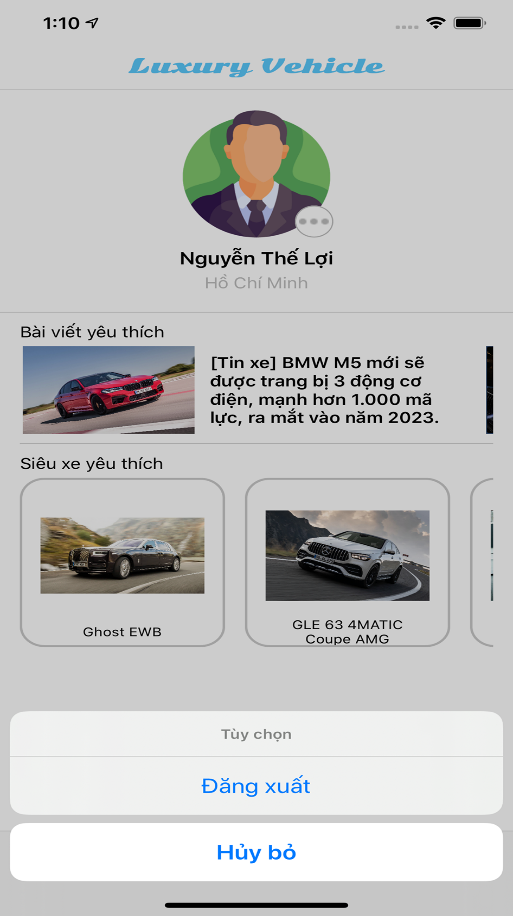 1:10
Luxury Vehicle
Nguyễn Thế Lợi
Hồ Chí Minh
Bài viết yêu thích
[Tin xe] BMW M5 mới sẽ
được trang bị 3 động cơ
điện, mạnh hơn 1.000 mã
lực, ra mắt vào năm 2023.
Siêu xe yêu thích
Ghost EWB
GLE 63 4MATIC
Coupe AMG
Tùy chọn
Đăng xuất
Hủy bỏ